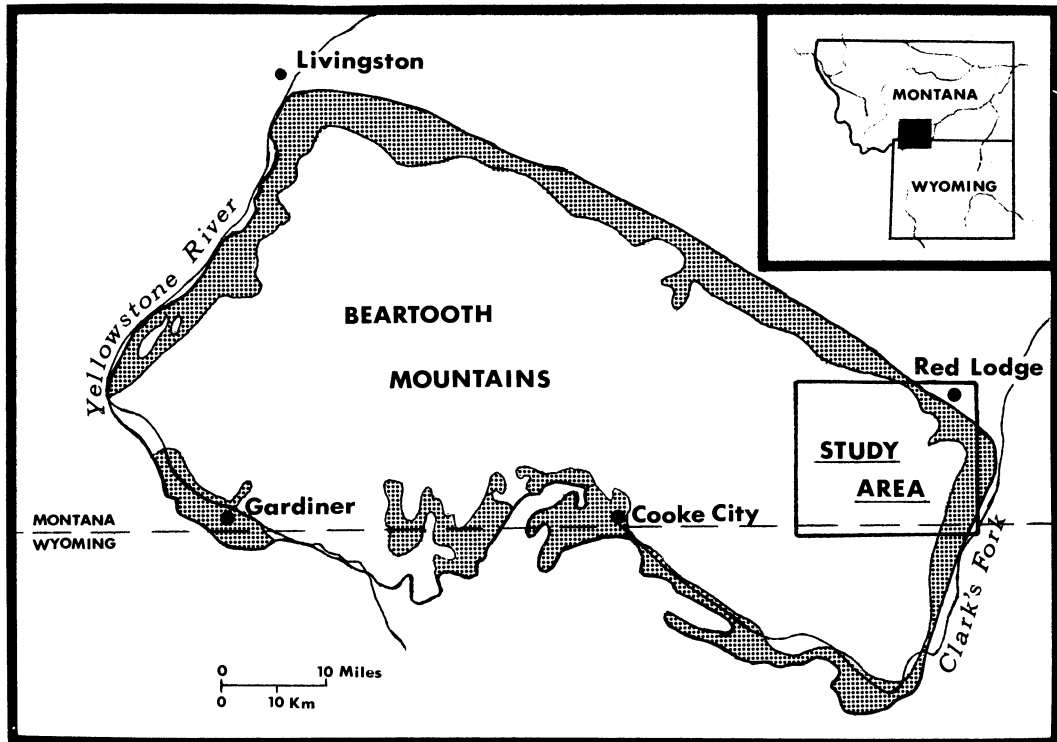 Livingston
MONTANA
WYOMING
Yellowstone River
BEARTOOTH
MOUNTAINS
Red Lodge
STUDY
AREA
Gardiner
Cooke City
MONTANA
WYOMING
Clark's Fork
0 10 Miles
0 10 Km